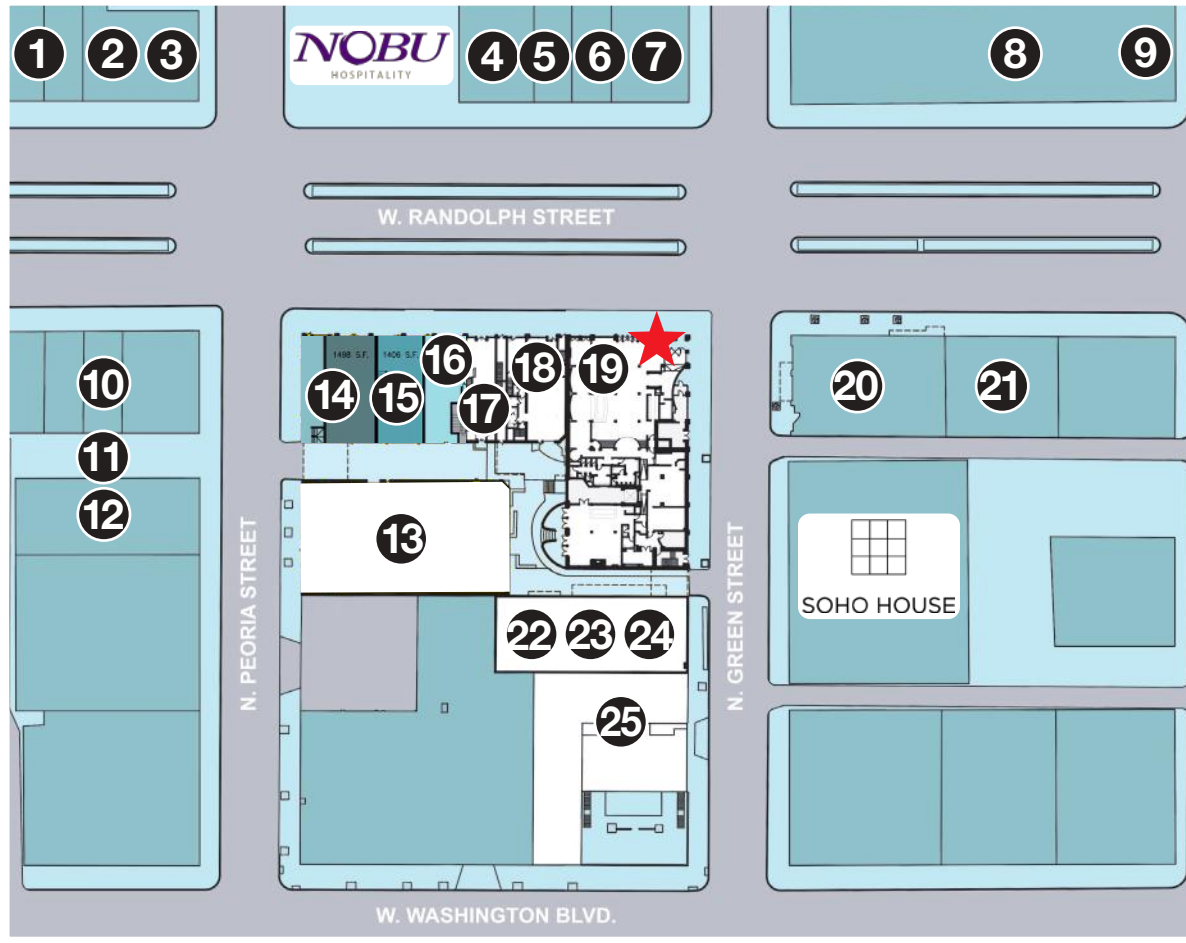 1
2
3
NOBU
HOSPITALITY
4
5
6
7
8
9
W. RANDOLPH STREET
1498 S.F.
1406 S.F.
10
11
12
13
14
15
16
17
18
19
20
21
N. PEORIA STREET
N. GREEN STREET
SOHO HOUSE
22
23
24
25
W. WASHINGTON BLVD.